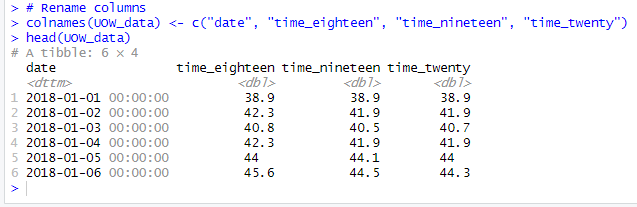 > # Rename columns
> colnames(UOW_data) <- c("date", "time_eighteen", "time_nineteen", "time_twenty")
> head(UOW_data)
# A tibble: 6 × 4
  date                time_eighteen time_nineteen time_twenty
  <dttm>                      <dbl>         <dbl>       <dbl>
1 2018-01-01 00:00:00          38.9          38.9        38.9
2 2018-01-02 00:00:00          42.3          41.9        41.9
3 2018-01-03 00:00:00          40.8          40.5        40.7
4 2018-01-04 00:00:00          42.3          41.9        41.9
5 2018-01-05 00:00:00          44            44.1        44
6 2018-01-06 00:00:00          45.6          44.5        44.3
>